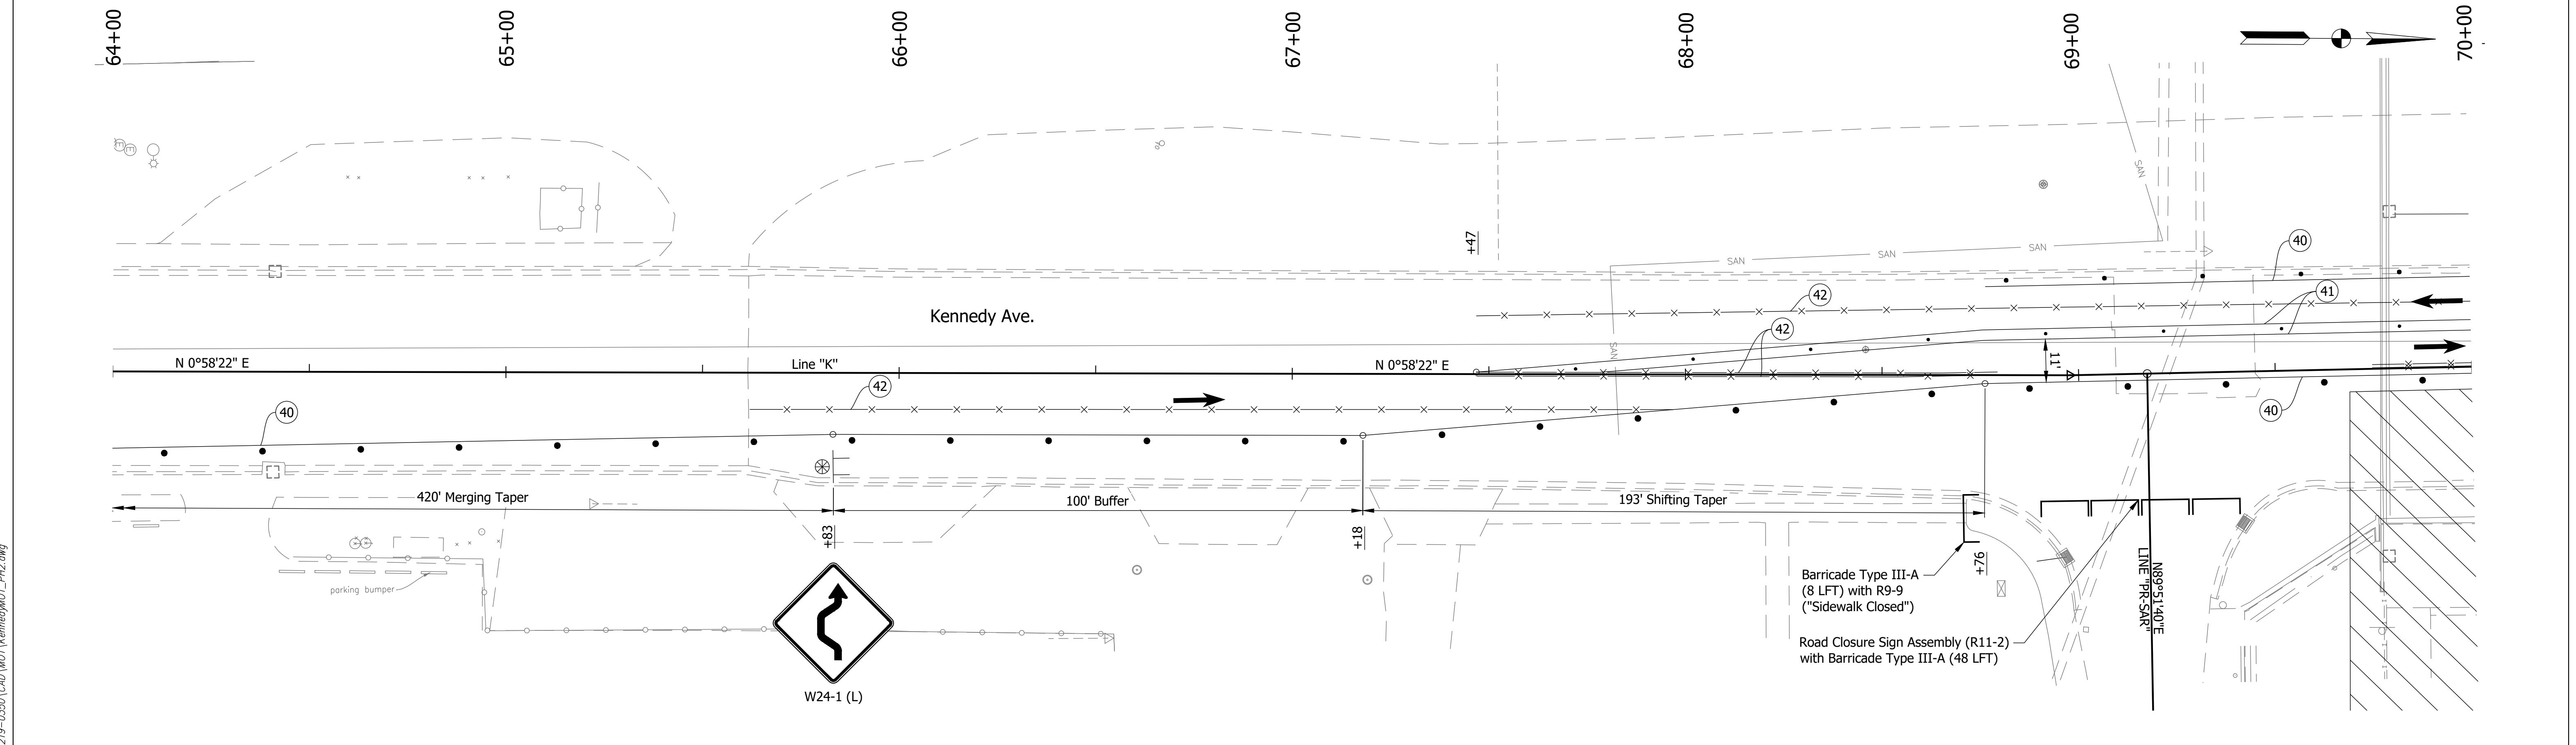 64+00
65+00
66+00
67+00
68+00
69+00
70+00
SAN
+47
SAN
SAN
SAN
40
42
41
Kennedy Ave.
42
SAN
N 0°58'22" E
Line "K"
N 0°58'22" E
11'
42
40
40
420' Merging Taper
100' Buffer
193' Shifting Taper
+83
+18
+76
parking bumper
Barricade Type III-A
(8 LFT) with R9-9
("Sidewalk Closed")
N89°51'40"E
LINE "PR-SAR"
Road Closure Sign Assembly (R11-2)
with Barricade Type III-A (48 LFT)
W24-1 (L)